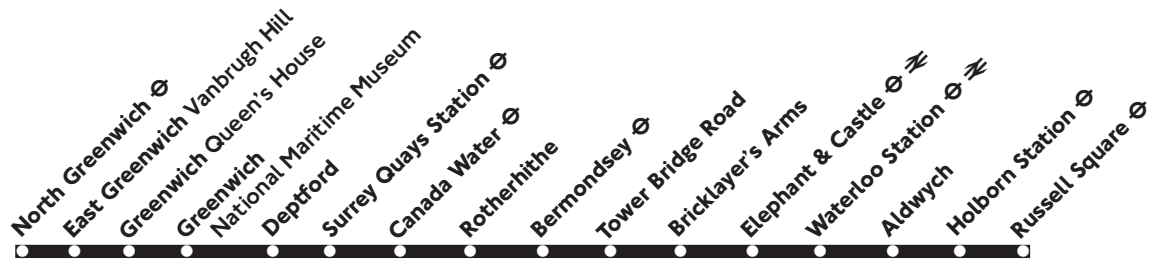 North Greenwich
East Greenwich Vanbrugh Hill
Greenwich Queen's House
Greenwich
National Maritime Museum
Deptford
Surrey Quays Station
Canada Water
Rotherhithe
Bermondsey
Tower Bridge Road
Bricklayer's Arms
Elephant & Castle
Waterloo Station
Aldwych
Holborn Station
Russell Square